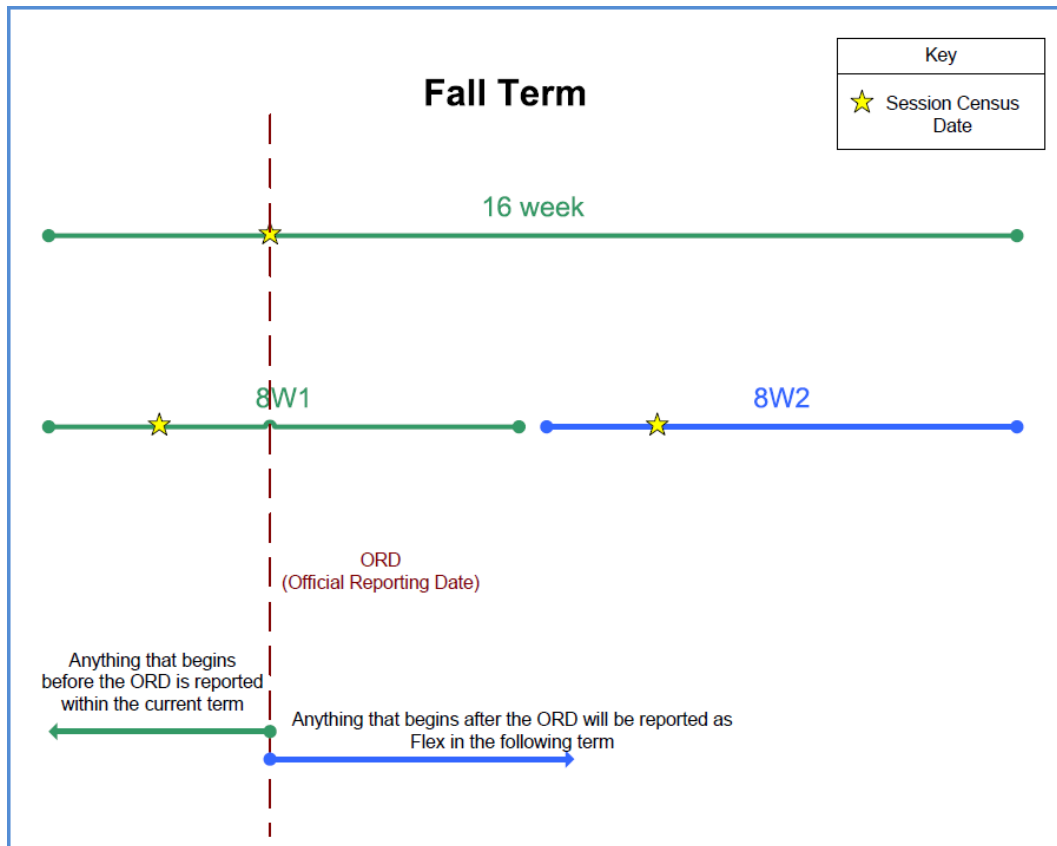 Key
Session Census
Date
Fall Term
16 week
8W1
8W2
ORD
(Official Reporting Date)
Anything that begins
before the ORD is reported
within the current term
Anything that begins after the ORD will be reported as
Flex in the following term